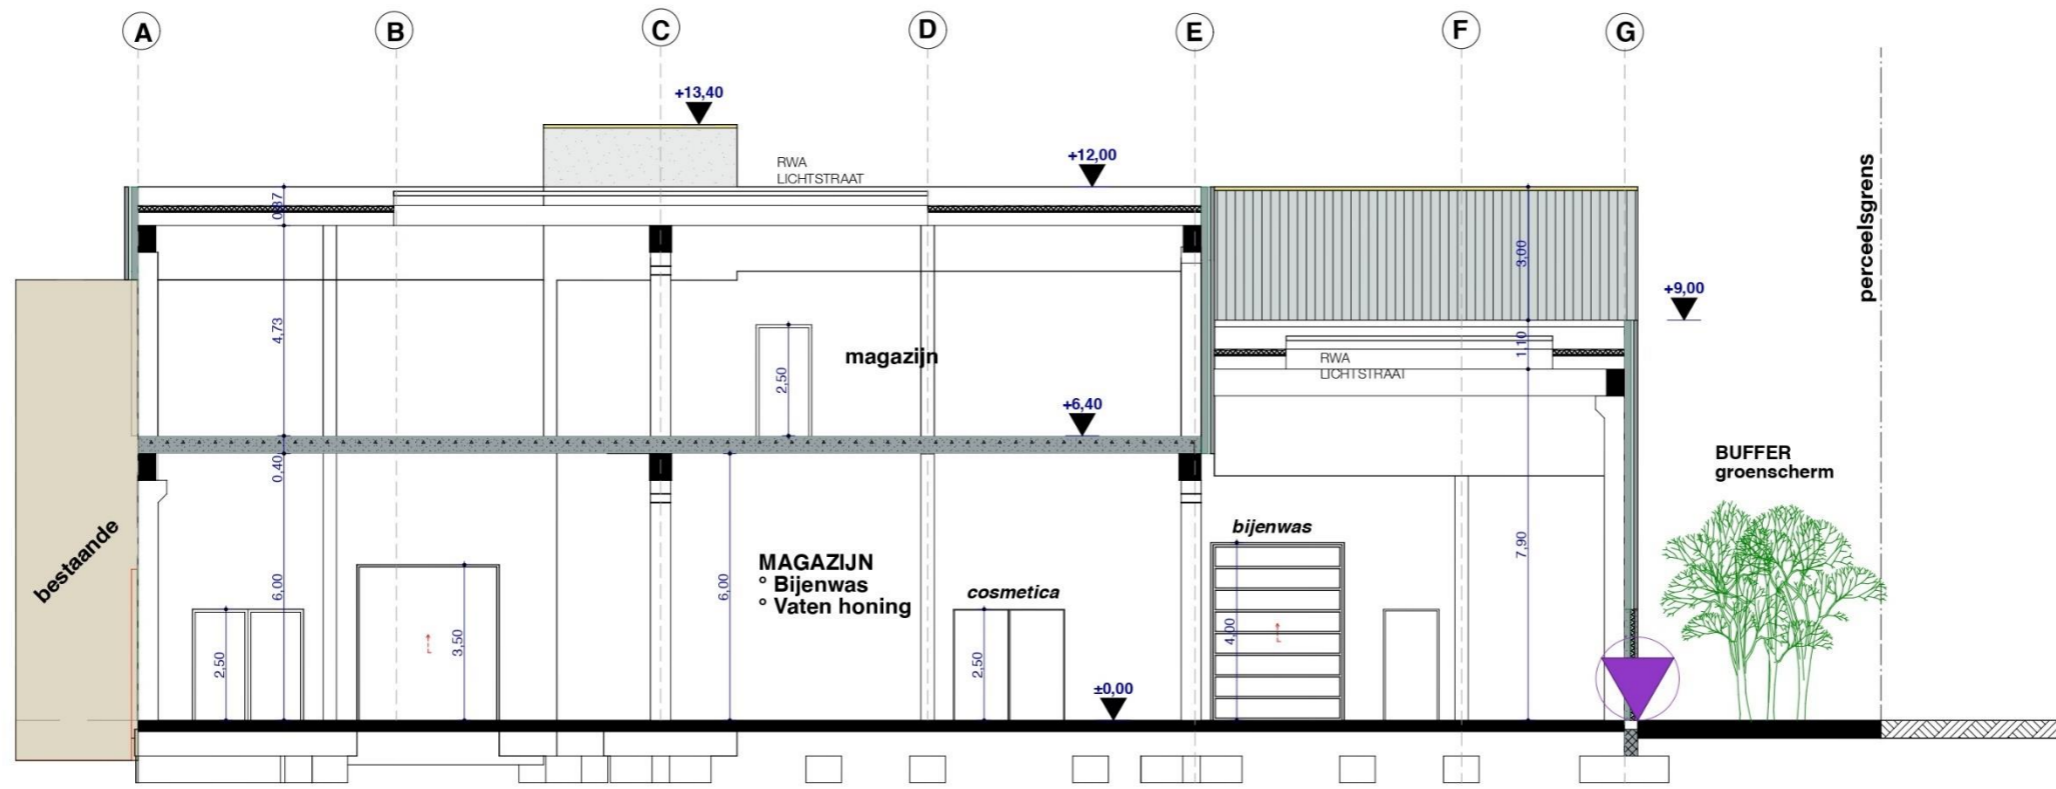 A B C D E F G
+13,40
+12,00
RWA
LICHTSTRAAT
0,87
3,00
perceelsgrens
+9,00
4,73
2,50
magazijn
1,10
RWA
LICHTSTRAAT
+6,40
0,40
BUFFER
groenscherm
bestaande
bijenwas
7,90
6,00
6,00
MAGAZIJN
° Bijenwas
° Vaten honing
cosmetica
2,50
3,50
2,50
4,00
±0,00